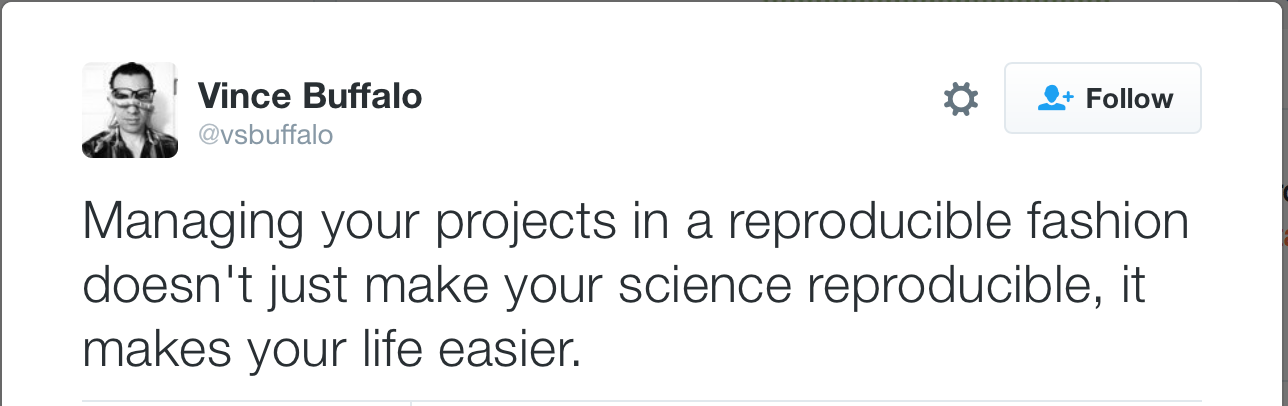 Vince Buffalo
@vsbuffalo
Follow
Managing your projects in a reproducible fashion
doesn't just make your science reproducible, it
makes your life easier.